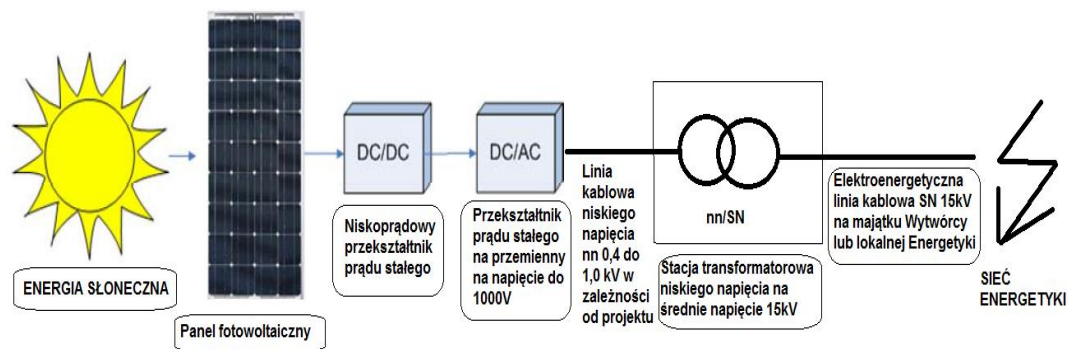 ENERGIA SŁONECZNA
Panel fotowoltaiczny
DC/DC
Niskoprądowy
przekształtnik
prądu stałego
DC/AC
Przekształtnik
prądu stałego
na przemienny
na napięcie do
1000V
Linia
kablowa
niskiego
napięcia
nn 0,4 do
1,0 kV w
zależności
od projektu
nn/SN
Stacja transformatorowa
niskiego napięcia na
średnie napięcie 15kV
Elektroenergetyczna
linia kablowa SN 15kV
na majątku Wytwórcy
lub lokalnej Energetyki
SIEĆ
ENERGETYKI